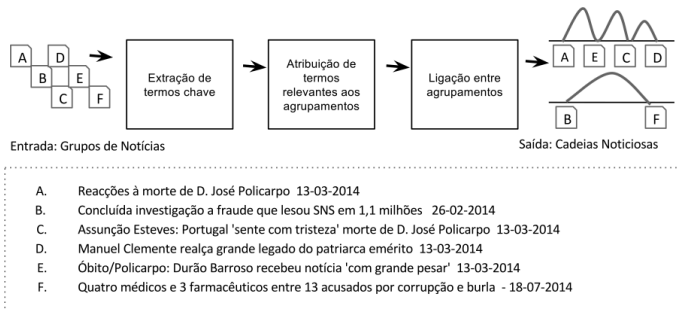 A
D
B
E
C
F
Extração de
termos chave
Atribuição de
termos
relevantes aos
agrupamentos
Ligação entre
agrupamentos
A
E
C
D
B
F
Entrada: Grupos de Notícias
Saída: Cadeias Noticiosas
A. Reacções à morte de D. José Policarpo 13-03-2014
B. Concluída investigação a fraude que lesou SNS em 1,1 milhões 26-02-2014
C. Assunção Esteves: Portugal 'sente com tristeza' morte de D. José Policarpo 13-03-2014
D. Manuel Clemente realça grande legado do patriarca emérito 13-03-2014
E. Óbito/Policarpo: Durão Barroso recebeu notícia 'com grande pesar' 13-03-2014
F. Quatro médicos e 3 farmacêuticos entre 13 acusados por corrupção e burla - 18-07-2014